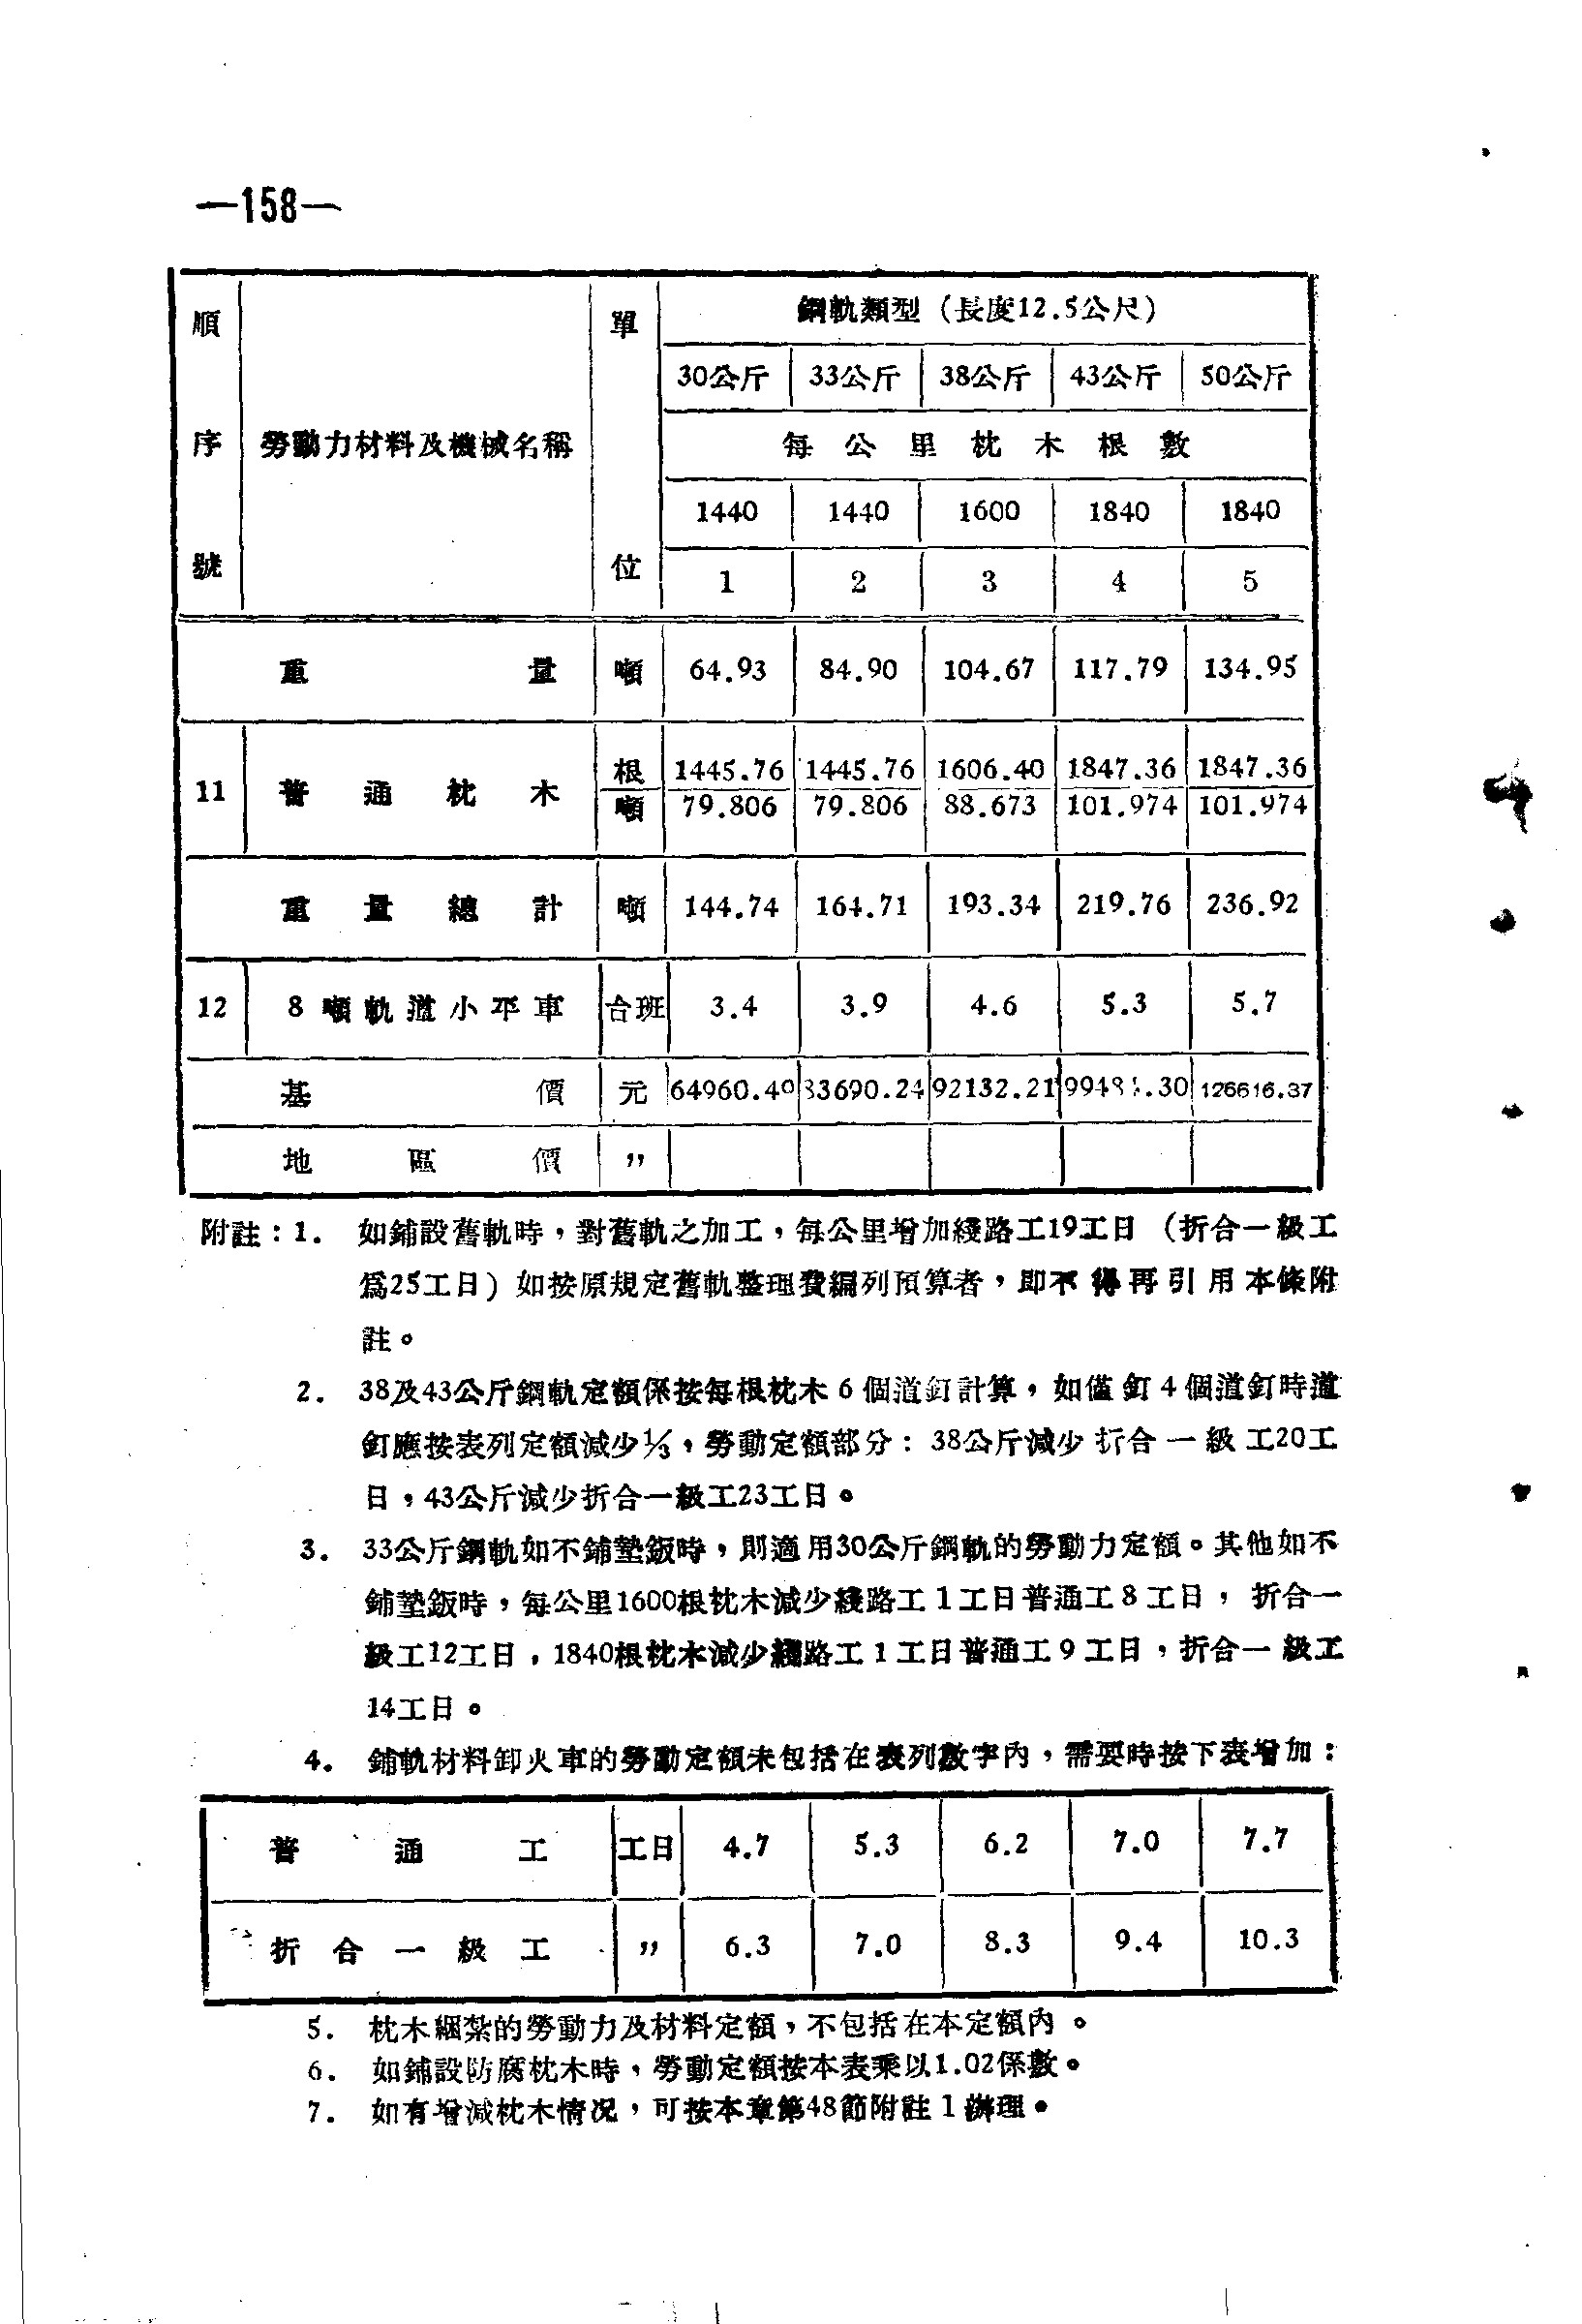 —158—
順序號 勞動力材料及機械名稱 單位 鋼軌類型（長度12.5公尺）
30公斤 33公斤 38公斤 43公斤 50公斤
每公里枕木根數
1440 1440 1600 1840 1840
1 2 3 4 5
重量 噸 64.93 84.90 104.67 117.79 134.95
11 普通枕木 根 1445.76 1445.76 1606.40 1847.36 1847.36
噸 79.806 79.806 88.673 101.974 101.974
重量總計 噸 144.74 164.71 193.34 219.76 236.92
12 8噸軌道小平車 台班 3.4 3.9 4.6 5.3 5.7
基價 元 64960.40 83690.24 92132.21 126616.37
地區價 〃
附註：1. 如鋪設舊軌時，對舊軌之加工，每公里增加綫路工19工日（折合一級工
爲25工日）如按原規定舊軌整理費編列預算者，即不得再引用本條附
註。
2. 38及43公斤鋼軌定額係按每根枕木6個道釘計算，如僅釘4個道釘時道
釘應按表列定額減少⅓，勞動定額部分：38公斤減少折合一級工20工
日，43公斤減少折合一級工23工日。
3. 33公斤鋼軌如不鋪墊鈑時，則適用30公斤鋼軌的勞動力定額。其他如不
鋪墊鈑時，每公里1600根枕木減少綫路工1工日普通工8工日，折合一
級工12工日，1840根枕木減少綫路工1工日普通工9工日，折合一級工
14工日。
4. 鋪軌材料卸火車的勞動定額未包括在表列數字內，需要時按下表增加：
普通工 工日 4.7 5.3 6.2 7.0 7.7
折合一級工 〃 6.3 7.0 8.3 9.4 10.3
5. 枕木綑紮的勞動力及材料定額，不包括在本定額內。
6. 如鋪設防腐枕木時，勞動定額按本表乘以1.02係數。
7. 如有增減枕木情况，可按本章第48節附註1辦理。